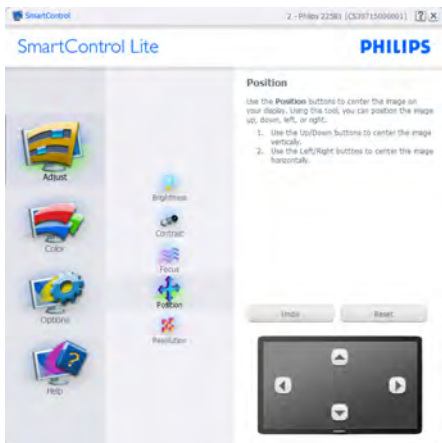 SmartControl
SmartControl Lite
PHILIPS
Adjust
Color
Options
Help
Brightness
Contrast
Focus
Position
Resolution
Position
Use the Position buttons to center the image on
your display. Using this tool, you can position the image
up, down, left, or right.
1. Use the Up/Down buttons to center the image
vertically.
2. Use the Left/Right buttons to center the image
horizontally.
Undo
Reset